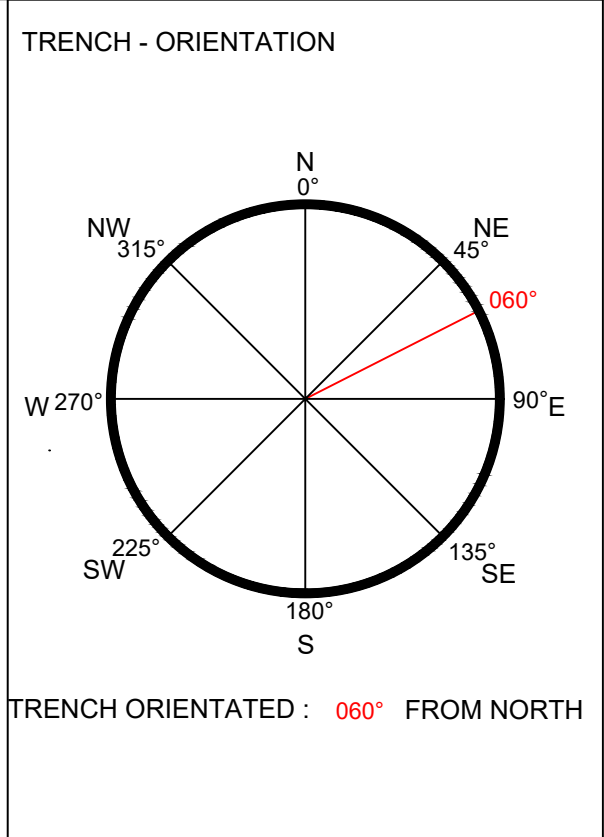 TRENCH - ORIENTATION
N
0°
NW
315°
NE
45°
060°
W 270°
90° E
225°
SW
135°
SE
180°
S
TRENCH ORIENTATED : 060° FROM NORTH